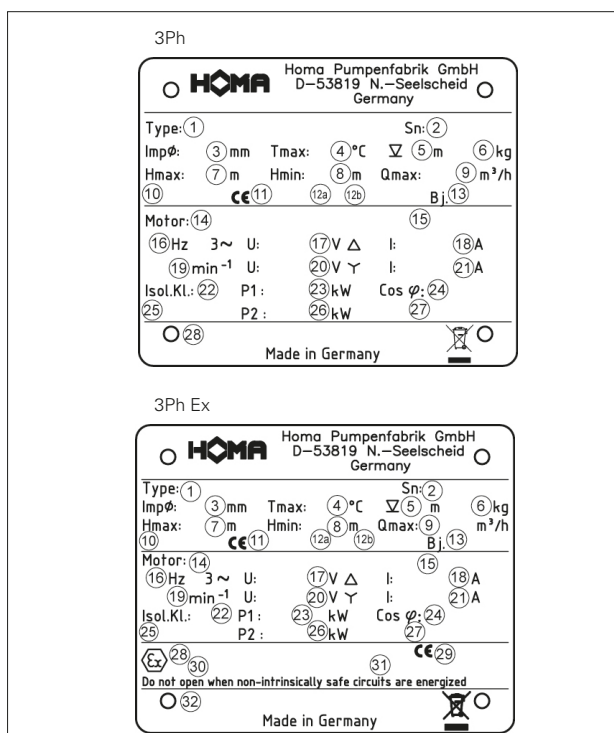 3Ph
HOMA
Homa Pumpenfabrik GmbH
D-53819 N.-Seelscheid
Germany
Type: 1 Sn: 2
Impø: 3 mm Tmax: 4 °C 5 m 6 kg
Hmax: 7 m Hmin: 8 m Qmax: 9 m³/h
10 CE 11 12a 12b Bj. 13
Motor: 14 15
16 Hz 3~ U: 17 V △ I: 18 A
19 min⁻¹ U: 20 V Y I: 21 A
Isol.Kl.: 22 P1 : 23 kW Cos φ: 24
25 P2 : 26 kW 27
28
Made in Germany
3Ph Ex
HOMA
Homa Pumpenfabrik GmbH
D-53819 N.-Seelscheid
Germany
Type: 1 Sn: 2
Impø: 3 mm Tmax: 4 °C 5 m 6 kg
Hmax: 7 m Hmin: 8 m Qmax: 9 m³/h
10 CE 11 12a 12b Bj. 13
Motor: 14 15
16 Hz 3~ U: 17 V △ I: 18 A
19 min⁻¹ U: 20 V Y I: 21 A
Isol.Kl.: 22 P1 : 23 kW Cos φ: 24
25 P2 : 26 kW 27
Ex 28 30 31 CE 29
Do not open when non-intrinsically safe circuits are energized
32
Made in Germany